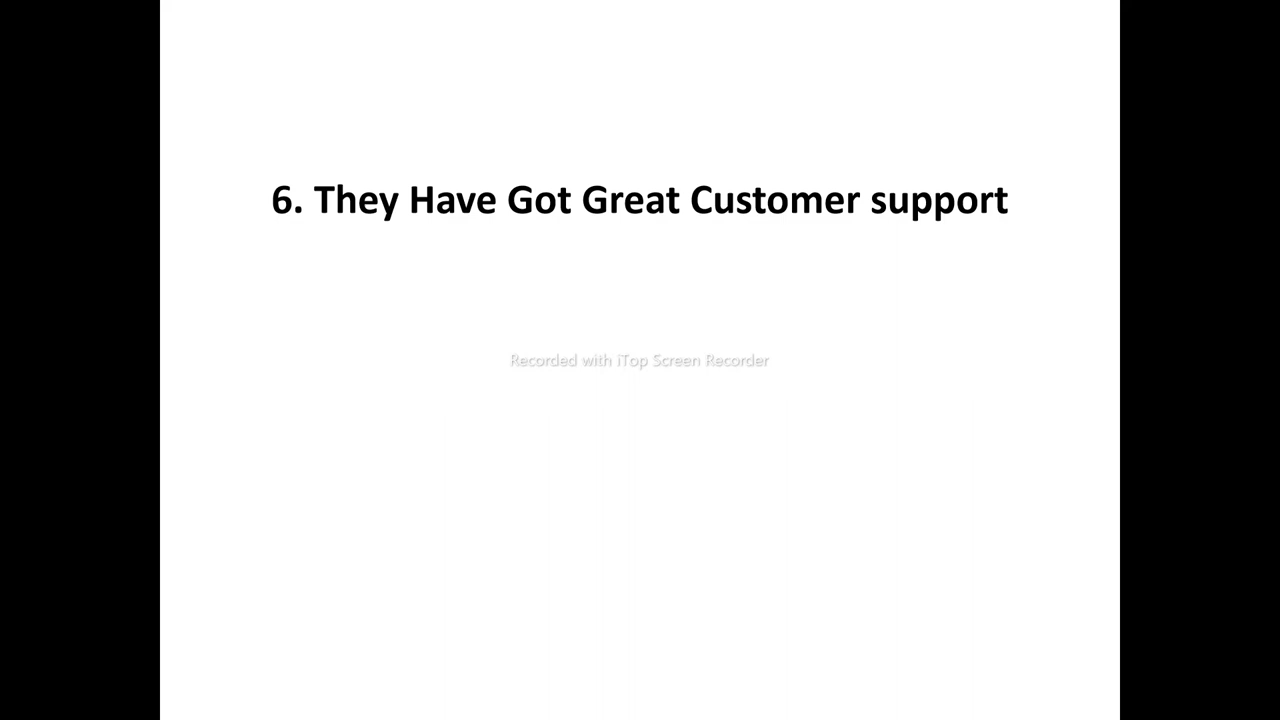 6. They Have Got Great Customer support
Recorded with iTop Screen Recorder